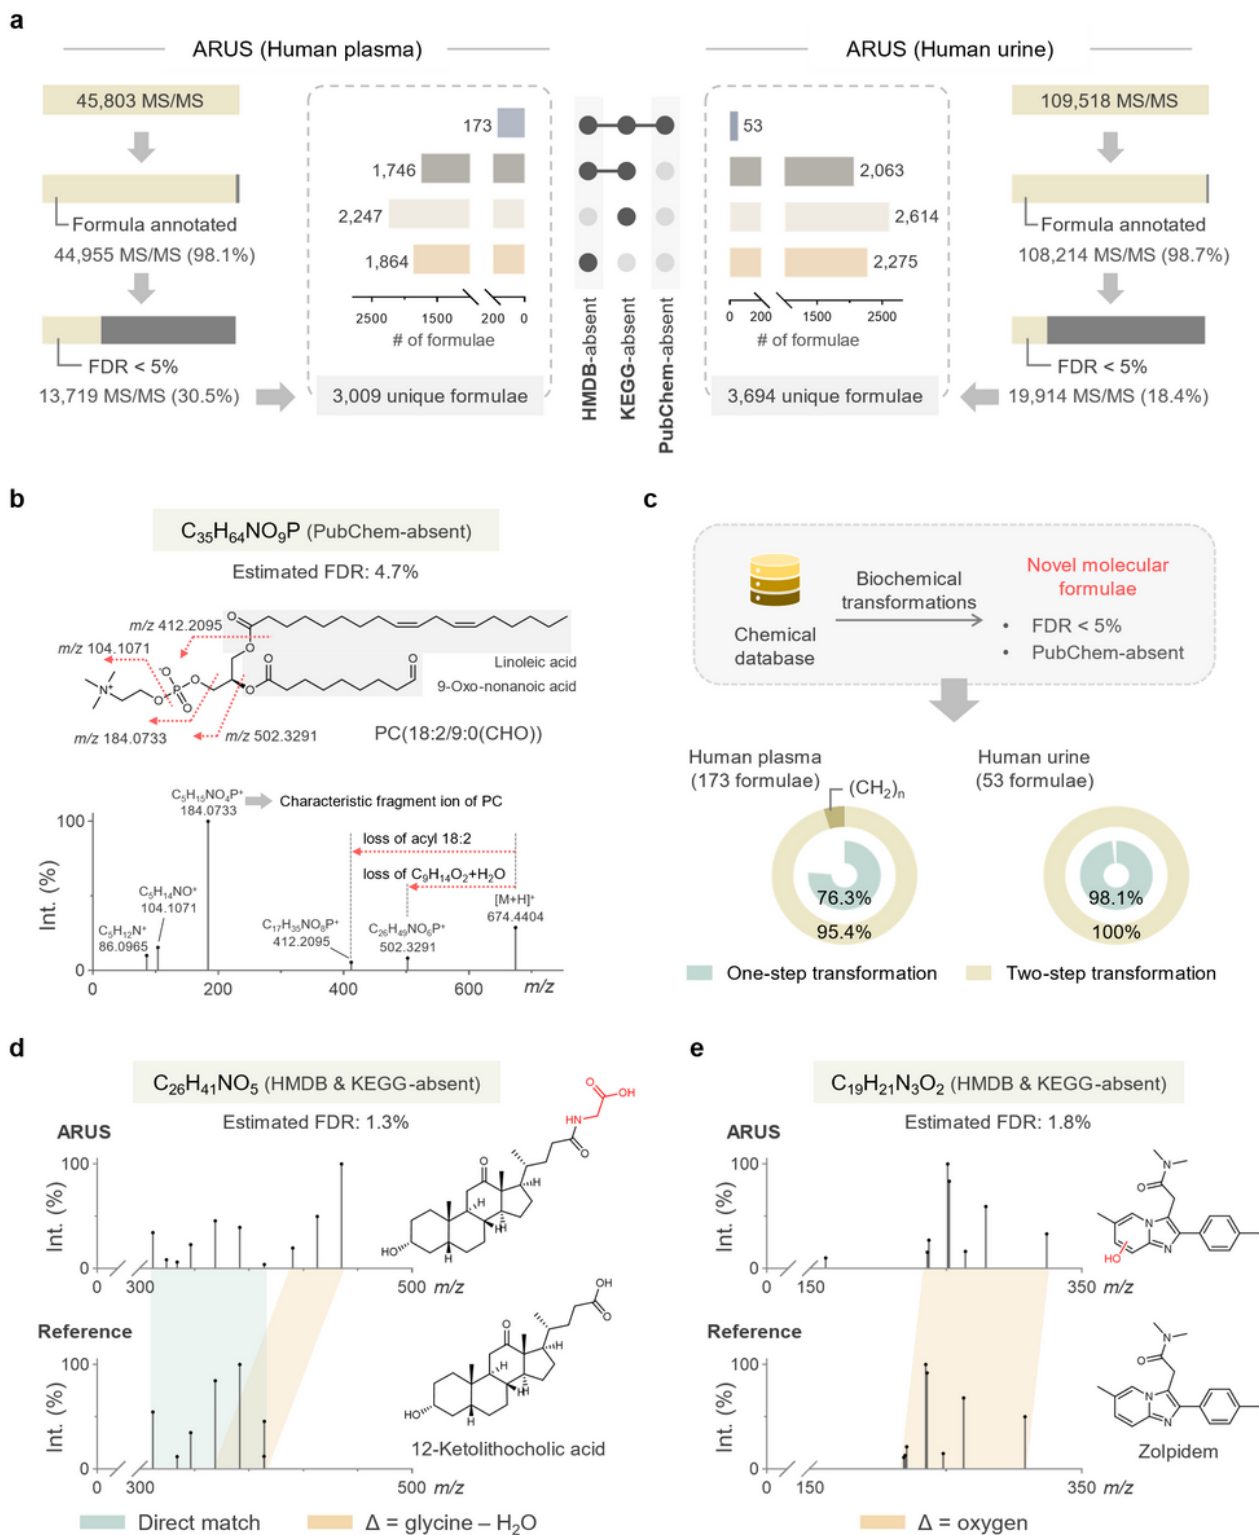 a
ARUS (Human plasma)
ARUS (Human urine)
45,803 MS/MS
Formula annotated
44,955 MS/MS (98.1%)
FDR < 5%
13,719 MS/MS (30.5%)
173
1,746
2,247
1,864
2500
1500
200
0
# of formulae
3,009 unique formulae
HMDB-absent
KEGG-absent
PubChem-absent
53
2,063
2,614
2,275
0
200
1500
2500
# of formulae
3,694 unique formulae
109,518 MS/MS
Formula annotated
108,214 MS/MS (98.7%)
FDR < 5%
19,914 MS/MS (18.4%)
b
C₃₅H₆₄NO₉P (PubChem-absent)
Estimated FDR: 4.7%
m/z 412.2095
m/z 104.1071
m/z 184.0733
m/z 502.3291
O
O
O
O
O
⁻O
P
O
O
O
N⁺
Linoleic acid
9-Oxo-nonanoic acid
PC(18:2/9:0(CHO))
C₅H₁₅NO₄P⁺
184.0733
Characteristic fragment ion of PC
loss of acyl 18:2
loss of C₉H₁₄O₂+H₂O
C₅H₁₄NO⁺
104.1071
C₅H₁₂N⁺
86.0965
C₁₇H₃₅NO₈P⁺
412.2095
C₂₆H₄₉NO₆P⁺
502.3291
[M+H]⁺
674.4404
Int. (%)
100
0
0
200
400
600
m/z
c
Chemical
database
Biochemical
transformations
Novel molecular
formulae
• FDR < 5%
• PubChem-absent
Human plasma
(173 formulae)
(CH₂)ₙ
76.3%
95.4%
Human urine
(53 formulae)
98.1%
100%
One-step transformation
Two-step transformation
d
C₂₆H₄₁NO₅ (HMDB & KEGG-absent)
Estimated FDR: 1.3%
ARUS
Int. (%)
100
0
0
300
500
m/z
O
OH
HN
O
O
H
H
H
H
HO
H
Reference
Int. (%)
100
0
0
300
500
m/z
OH
O
O
H
H
H
H
HO
H
12-Ketolithocholic acid
Direct match
Δ = glycine – H₂O
e
C₁₉H₂₁N₃O₂ (HMDB & KEGG-absent)
Estimated FDR: 1.8%
ARUS
Int. (%)
100
0
0
150
350
m/z
N
O
N
N
HO
Reference
Int. (%)
100
0
0
150
350
m/z
N
O
N
N
Zolpidem
Δ = oxygen